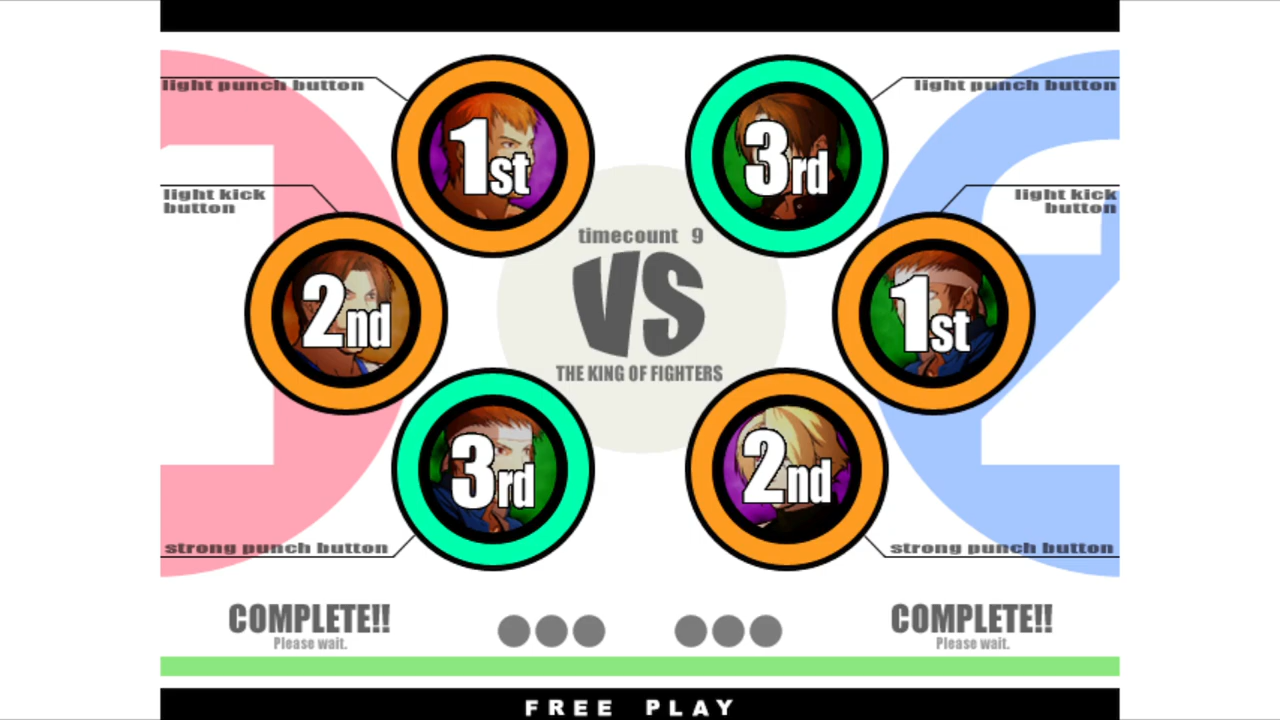 light punch button
light punch button
1st
3rd
light kick
button
light kick
button
timecount 9
2nd
VS
1st
THE KING OF FIGHTERS
3rd
2nd
strong punch button
strong punch button
COMPLETE!!
Please wait.
COMPLETE!!
Please wait.
FREE PLAY